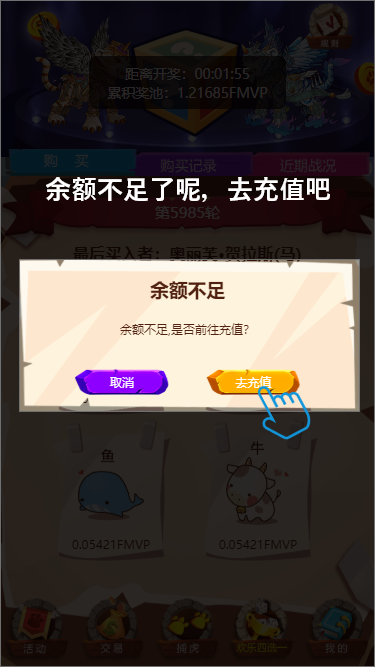 规则
距离开奖：00:01:55
累积奖池：1.21685FMVP
购 买
购买记录
近期战况
余额不足了呢，去充值吧
第5985轮
最后买入者：奥丽芙•贺拉斯(马)
余额不足
余额不足,是否前往充值?
取消
去充值
鱼
牛
0.05421FMVP
0.05421FMVP
活动
交易
捕虎
欢乐四选一
我的